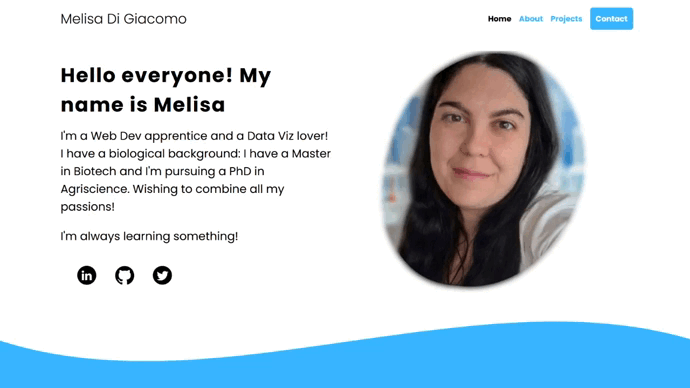 Melisa Di Giacomo
Home About Projects Contact
Hello everyone! My
name is Melisa
I'm a Web Dev apprentice and a Data Viz lover!
I have a biological background: I have a Master
in Biotech and I'm pursuing a PhD in
Agriscience. Wishing to combine all my
passions!
I'm always learning something!
in